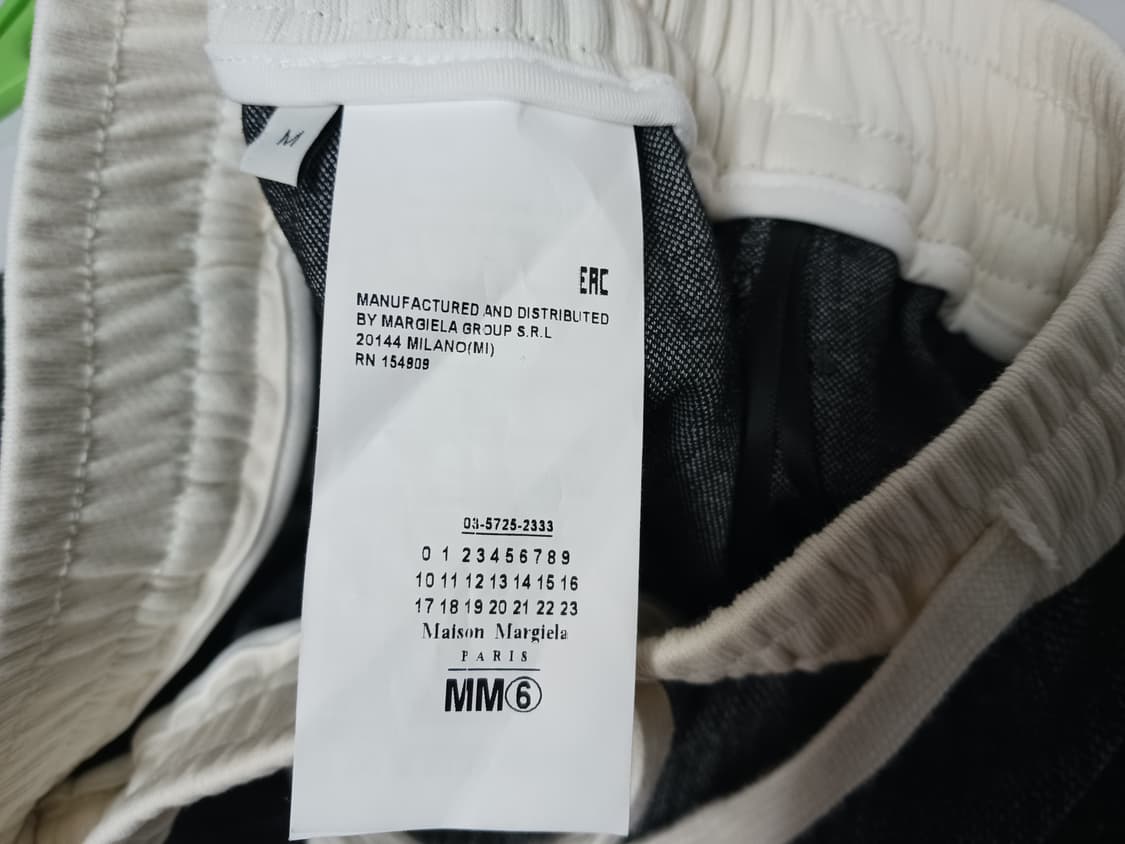 M
EAC
MANUFACTURED AND DISTRIBUTED
BY MARGIELA GROUP S.R.L
20144 MILANO(MI)
RN 154909
03-5725-2333
0 1 2 3 4 5 6 7 8 9
10 11 12 13 14 15 16
17 18 19 20 21 22 23
Maison Margiela
PARIS
MM⑥